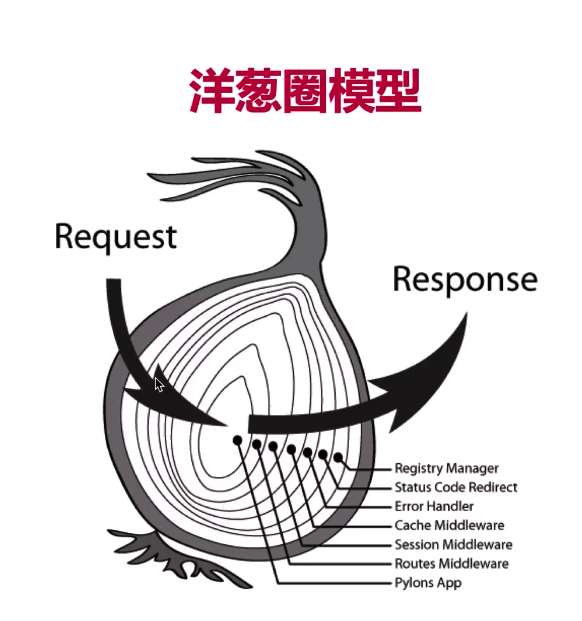 洋葱圈模型
Request
Response
Registry Manager
Status Code Redirect
Error Handler
Cache Middleware
Session Middleware
Routes Middleware
Pylons App